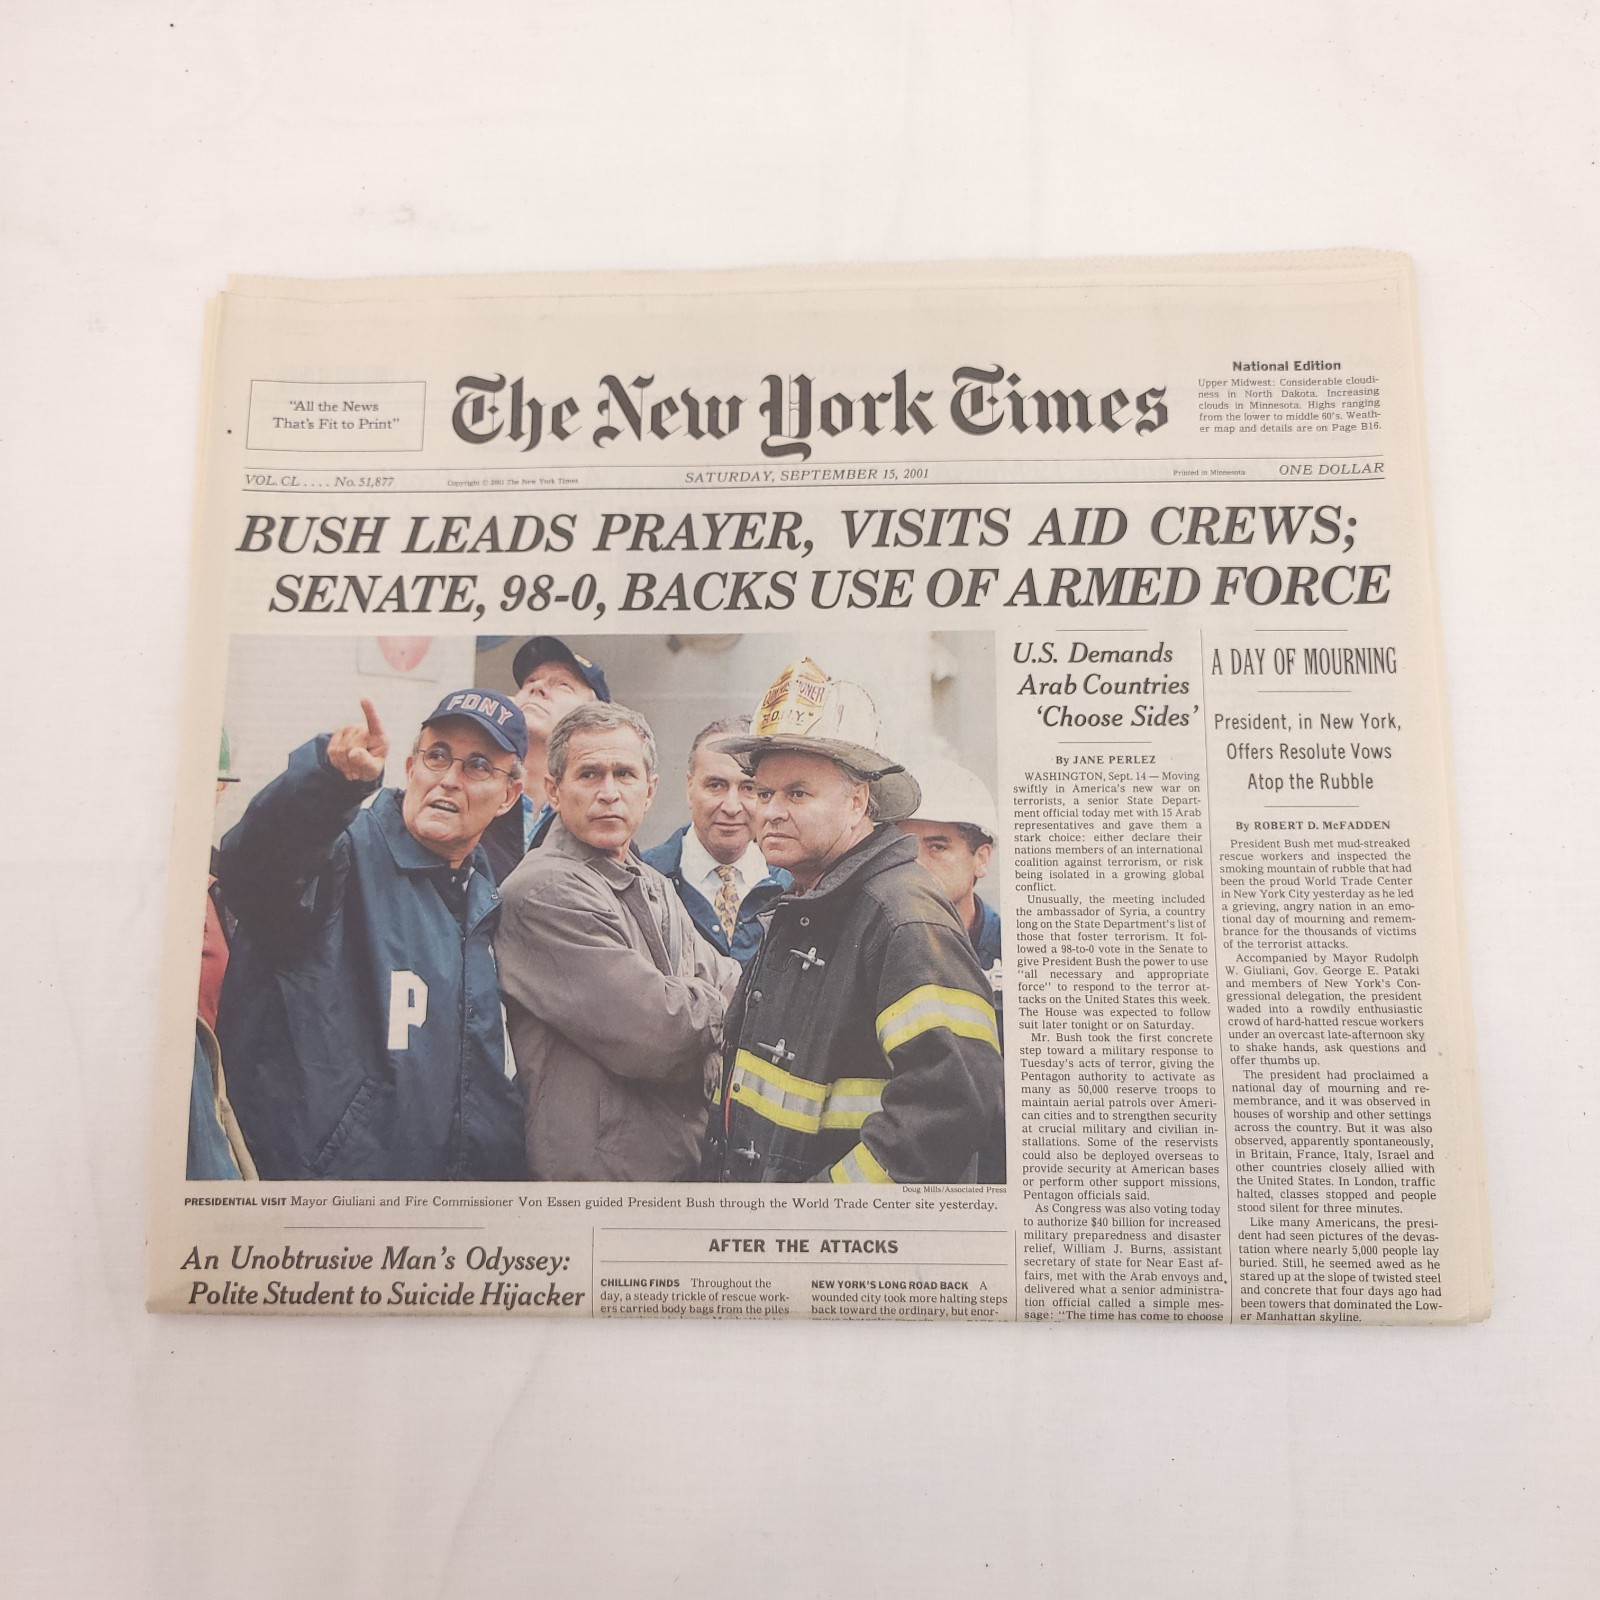 "All the News
That's Fit to Print"
The New York Times
National Edition
Upper Midwest: Considerable cloudi-
ness in North Dakota. Increasing
clouds in Minnesota. Highs ranging
from the lower to middle 60's. Weath-
er map and details are on Page B16.
VOL. CL . . . . No. 51,877
Copyright © 2001 The New York Times
SATURDAY, SEPTEMBER 15, 2001
Printed in Minnesota
ONE DOLLAR
BUSH LEADS PRAYER, VISITS AID CREWS;
SENATE, 98-0, BACKS USE OF ARMED FORCE
FDNY
P
Doug Mills/Associated Press
PRESIDENTIAL VISIT Mayor Giuliani and Fire Commissioner Von Essen guided President Bush through the World Trade Center site yesterday.
An Unobtrusive Man's Odyssey:
Polite Student to Suicide Hijacker
AFTER THE ATTACKS
CHILLING FINDS Throughout the
day, a steady trickle of rescue work-
ers carried body bags from the piles
NEW YORK'S LONG ROAD BACK A
wounded city took more halting steps
back toward the ordinary, but enor-
U.S. Demands
Arab Countries
'Choose Sides'
By JANE PERLEZ
WASHINGTON, Sept. 14 — Moving
swiftly in America's new war on
terrorists, a senior State Depart-
ment official today met with 15 Arab
representatives and gave them a
stark choice: either declare their
nations members of an international
coalition against terrorism, or risk
being isolated in a growing global
conflict.
Unusually, the meeting included
the ambassador of Syria, a country
long on the State Department's list of
those that foster terrorism. It fol-
lowed a 98-to-0 vote in the Senate to
give President Bush the power to use
"all necessary and appropriate
force" to respond to the terror at-
tacks on the United States this week.
The House was expected to follow
suit later tonight or on Saturday.
Mr. Bush took the first concrete
step toward a military response to
Tuesday's acts of terror, giving the
Pentagon authority to activate as
many as 50,000 reserve troops to
maintain aerial patrols over Ameri-
can cities and to strengthen security
at crucial military and civilian in-
stallations. Some of the reservists
could also be deployed overseas to
provide security at American bases
or perform other support missions,
Pentagon officials said.
As Congress was also voting today
to authorize $40 billion for increased
military preparedness and disaster
relief, William J. Burns, assistant
secretary of state for Near East af-
fairs, met with the Arab envoys and
delivered what a senior administra-
tion official called a simple mes-
sage: "The time has come to choose
A DAY OF MOURNING
President, in New York,
Offers Resolute Vows
Atop the Rubble
By ROBERT D. McFADDEN
President Bush met mud-streaked
rescue workers and inspected the
smoking mountain of rubble that had
been the proud World Trade Center
in New York City yesterday as he led
a grieving, angry nation in an emo-
tional day of mourning and remem-
brance for the thousands of victims
of the terrorist attacks.
Accompanied by Mayor Rudolph
W. Giuliani, Gov. George E. Pataki
and members of New York's Con-
gressional delegation, the president
waded into a rowdily enthusiastic
crowd of hard-hatted rescue workers
under an overcast late-afternoon sky
to shake hands, ask questions and
offer thumbs up.
The president had proclaimed a
national day of mourning and re-
membrance, and it was observed in
houses of worship and other settings
across the country. But it was also
observed, apparently spontaneously,
in Britain, France, Italy, Israel and
other countries closely allied with
the United States. In London, traffic
halted, classes stopped and people
stood silent for three minutes.
Like many Americans, the presi-
dent had seen pictures of the devas-
tation where nearly 5,000 people lay
buried. Still, he seemed awed as he
stared up at the slope of twisted steel
and concrete that four days ago had
been towers that dominated the Low-
er Manhattan skyline.